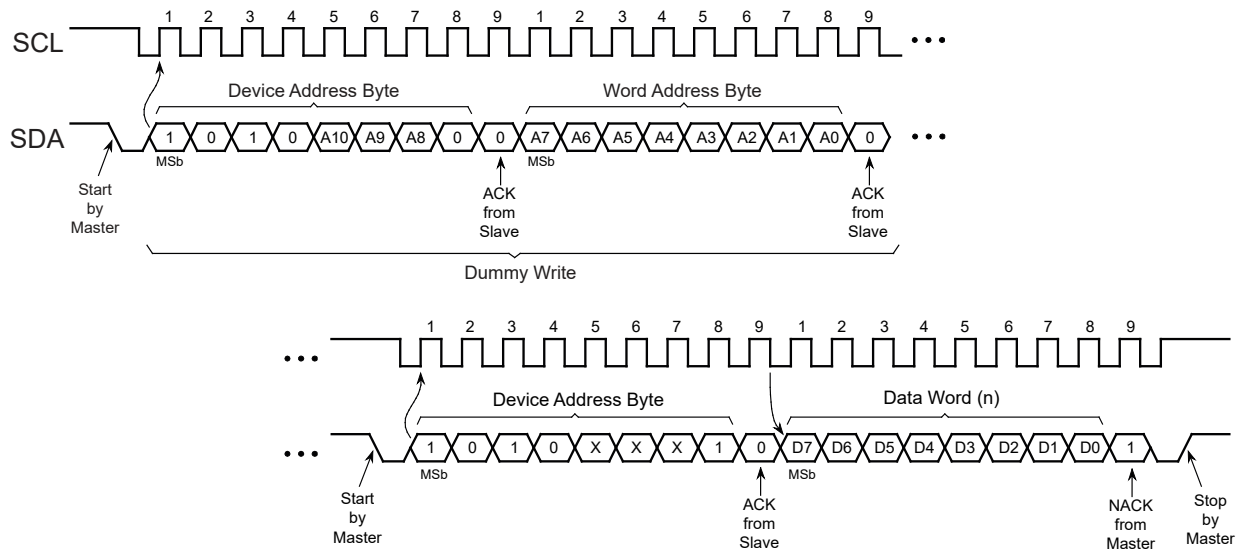 1 2 3 4 5 6 7 8 9 1 2 3 4 5 6 7 8 9
SCL
Device Address Byte Word Address Byte
SDA 1 0 1 0 A10 A9 A8 0 0 A7 A6 A5 A4 A3 A2 A1 A0 0
MSb MSb
Start
by
Master
ACK
from
Slave
ACK
from
Slave
Dummy Write
1 2 3 4 5 6 7 8 9 1 2 3 4 5 6 7 8 9
Device Address Byte Data Word (n)
1 0 1 0 X X X 1 0 D7 D6 D5 D4 D3 D2 D1 D0 1
MSb MSb
Start
by
Master
ACK
from
Slave
NACK
from
Master
Stop
by
Master